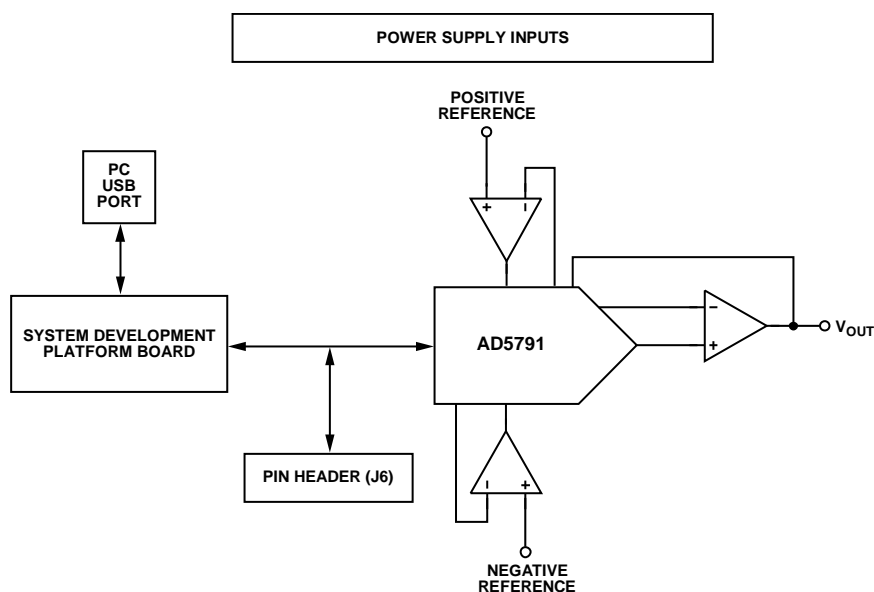 POWER SUPPLY INPUTS
POSITIVE
REFERENCE
PC
USB
PORT
+ −
SYSTEM DEVELOPMENT
PLATFORM BOARD
AD5791
−
+
VOUT
PIN HEADER (J6)
− +
NEGATIVE
REFERENCE